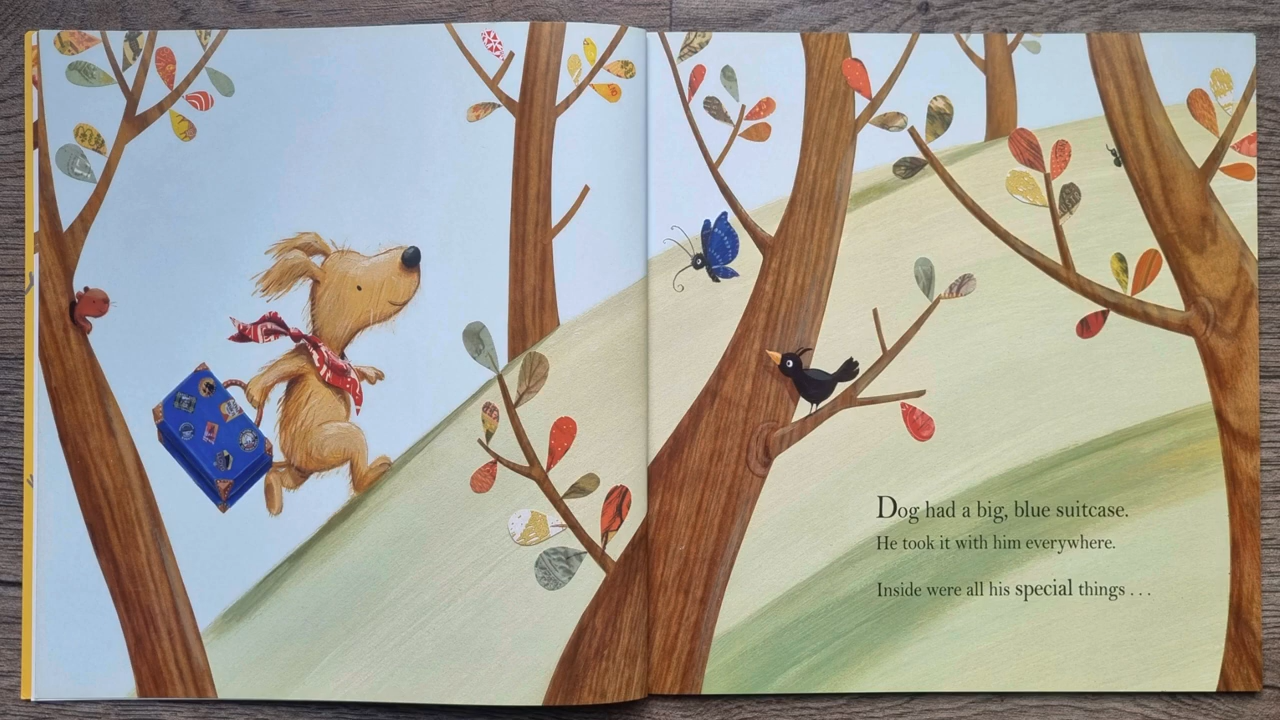 Dog had a big, blue suitcase.
He took it with him everywhere.
Inside were all his special things . . .